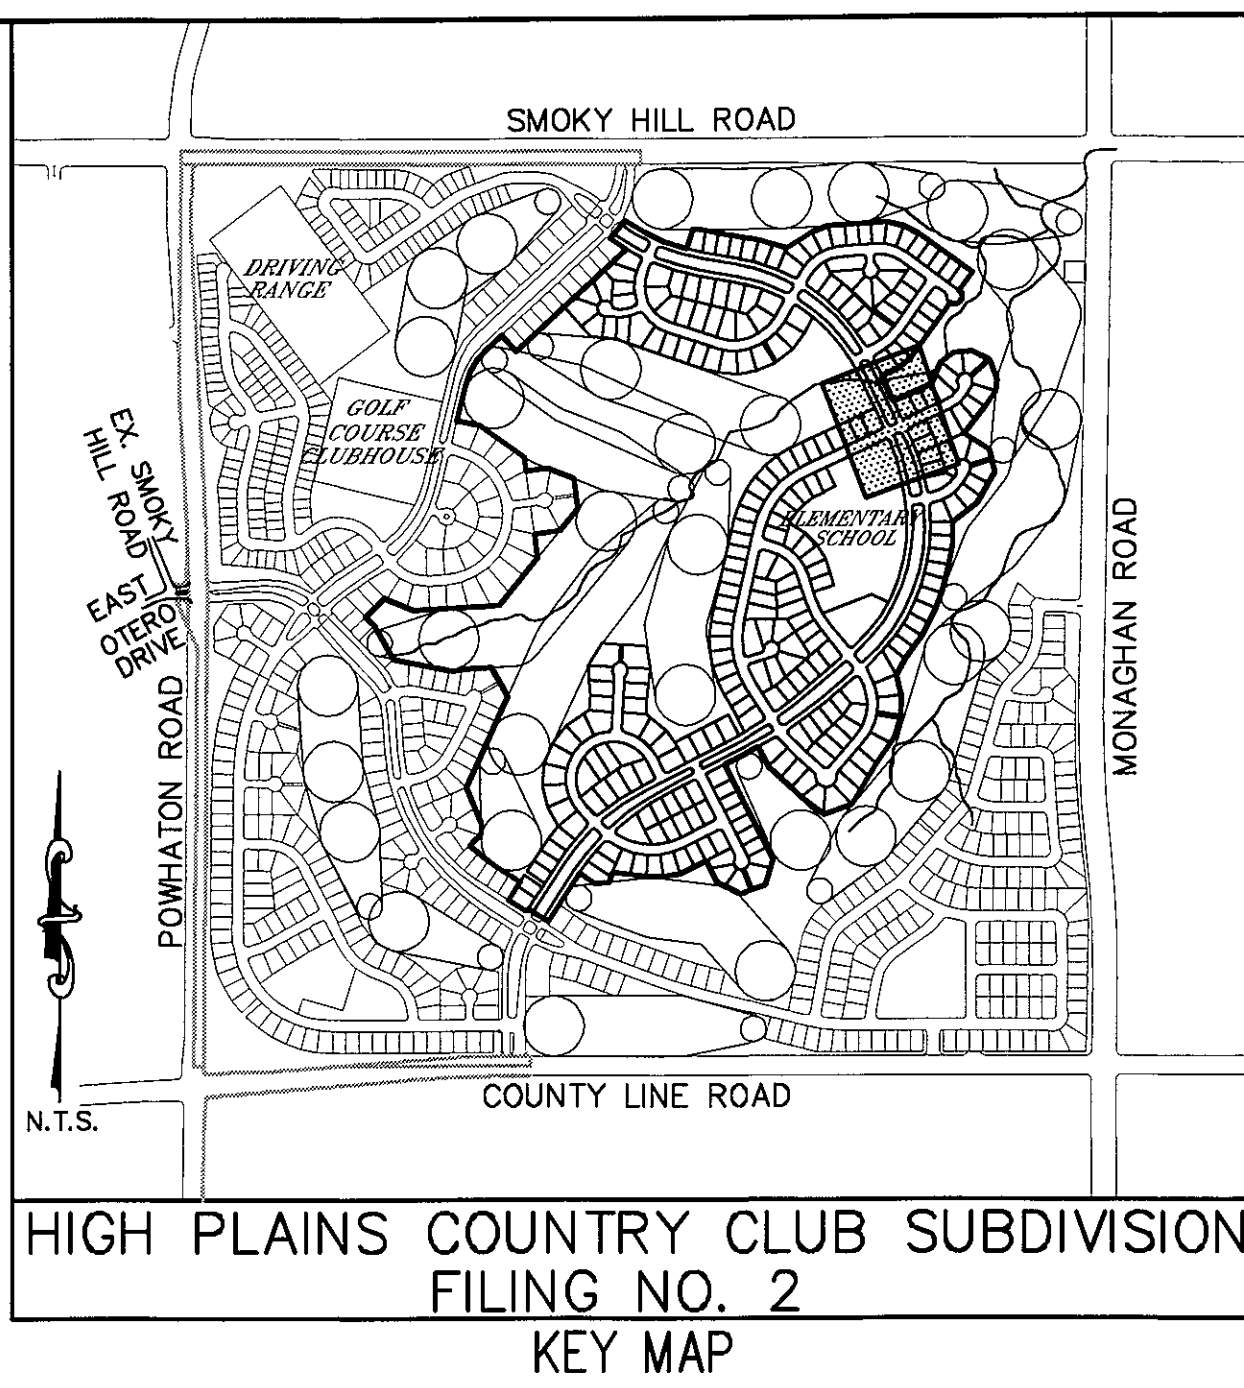 SMOKY HILL ROAD
DRIVING
RANGE
GOLF
COURSE
CLUBHOUSE
EX. SMOKY
HILL ROAD
EAST
OTERO
DRIVE
ELEMENTARY
SCHOOL
POWHATON ROAD
MONAGHAN ROAD
COUNTY LINE ROAD
N.T.S.
HIGH PLAINS COUNTRY CLUB SUBDIVISION
FILING NO. 2
KEY MAP